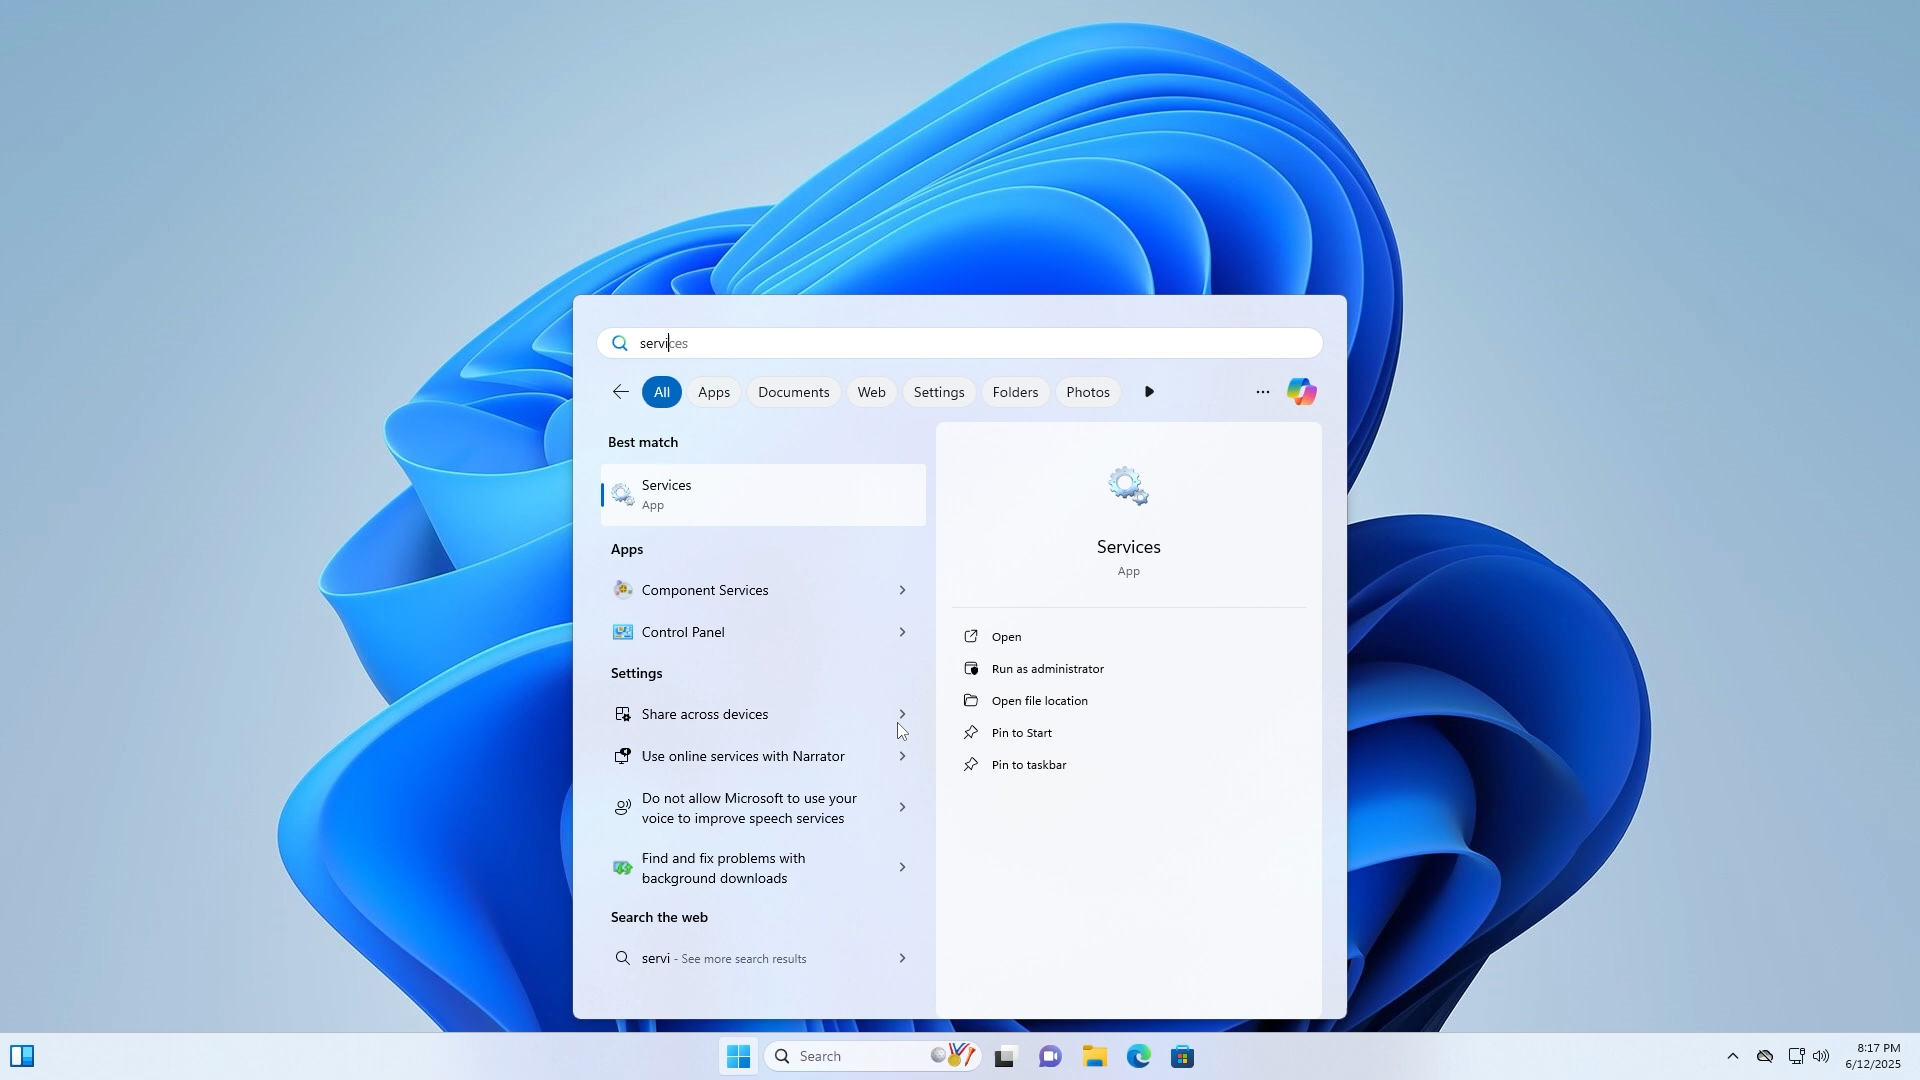 services
All
Apps
Documents
Web
Settings
Folders
Photos
Best match
Services
App
Apps
Component Services
Control Panel
Settings
Share across devices
Use online services with Narrator
Do not allow Microsoft to use your
voice to improve speech services
Find and fix problems with
background downloads
Search the web
servi - See more search results
Services
App
Open
Run as administrator
Open file location
Pin to Start
Pin to taskbar
Search
8:17 PM
6/12/2025